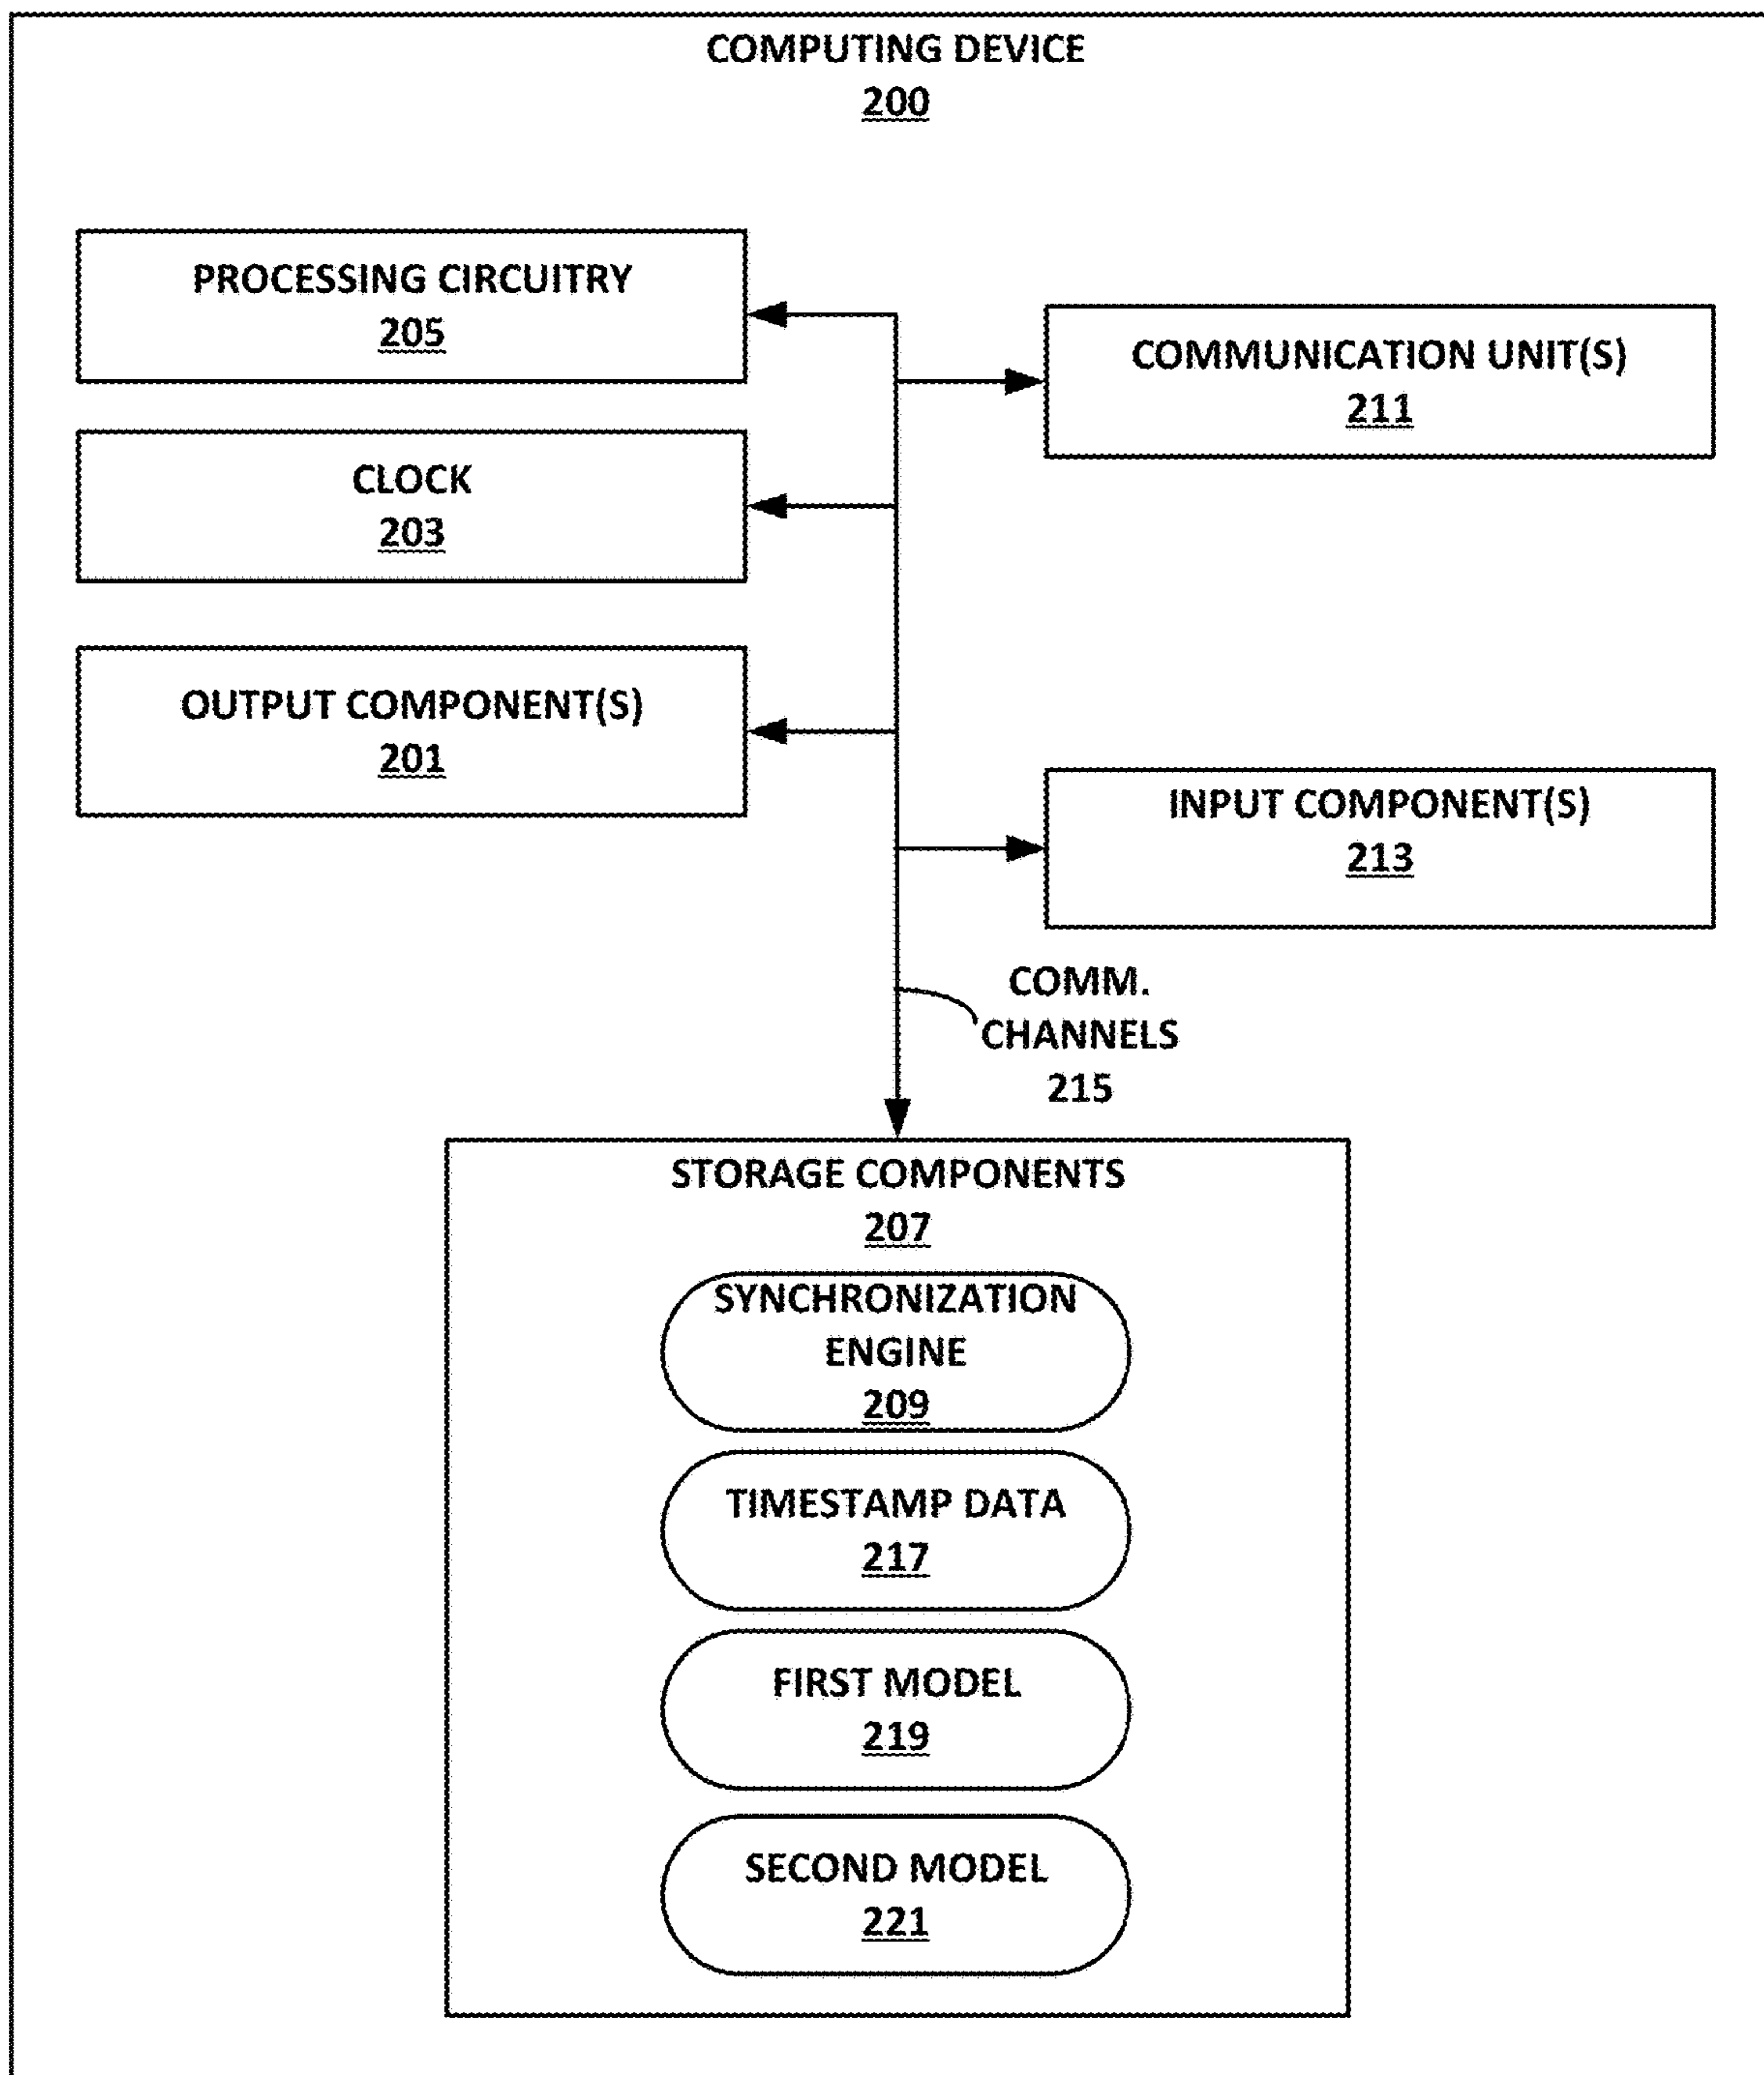 COMPUTING DEVICE
200
PROCESSING CIRCUITRY
205
COMMUNICATION UNIT(S)
211
CLOCK
203
OUTPUT COMPONENT(S)
201
INPUT COMPONENT(S)
213
COMM.
CHANNELS
215
STORAGE COMPONENTS
207
SYNCHRONIZATION
ENGINE
209
TIMESTAMP DATA
217
FIRST MODEL
219
SECOND MODEL
221